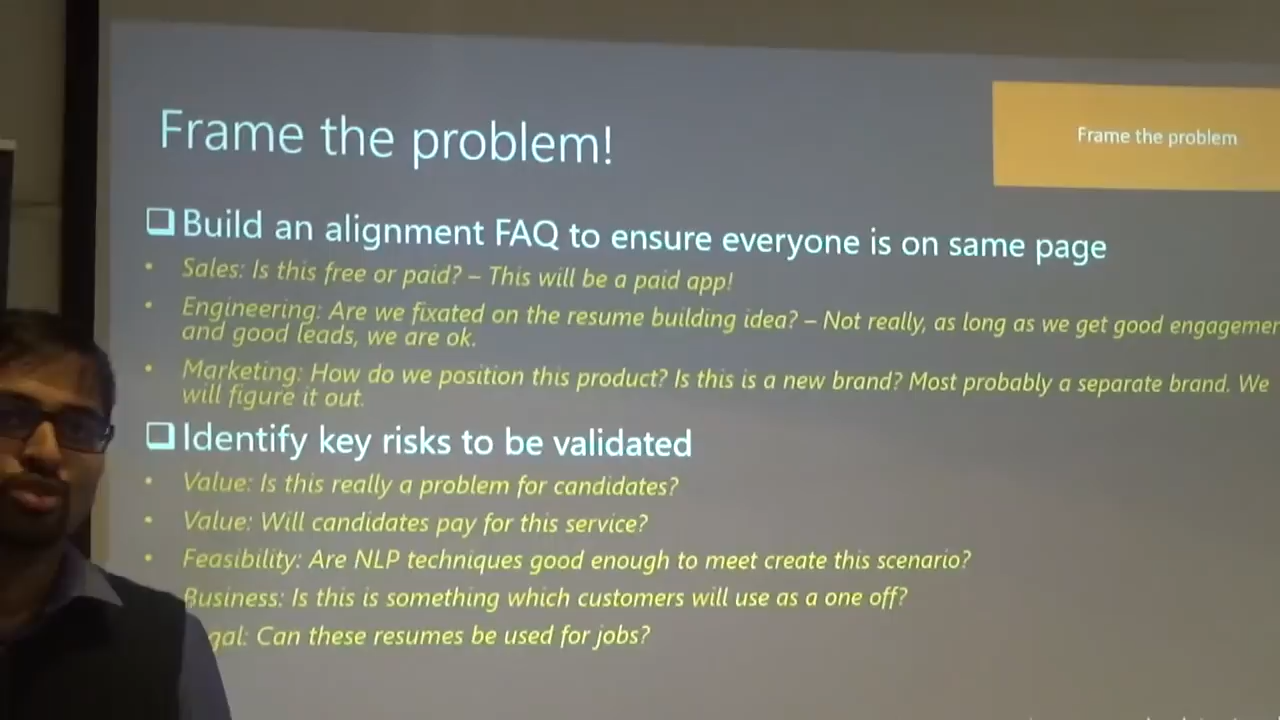 Frame the problem!
Frame the problem
Build an alignment FAQ to ensure everyone is on same page
• Sales: Is this free or paid? – This will be a paid app!
• Engineering: Are we fixated on the resume building idea? – Not really, as long as we get good engagemen
and good leads, we are ok.
• Marketing: How do we position this product? Is this is a new brand? Most probably a separate brand. We
will figure it out.
Identify key risks to be validated
• Value: Is this really a problem for candidates?
• Value: Will candidates pay for this service?
• Feasibility: Are NLP techniques good enough to meet create this scenario?
Business: Is this is something which customers will use as a one off?
gal: Can these resumes be used for jobs?